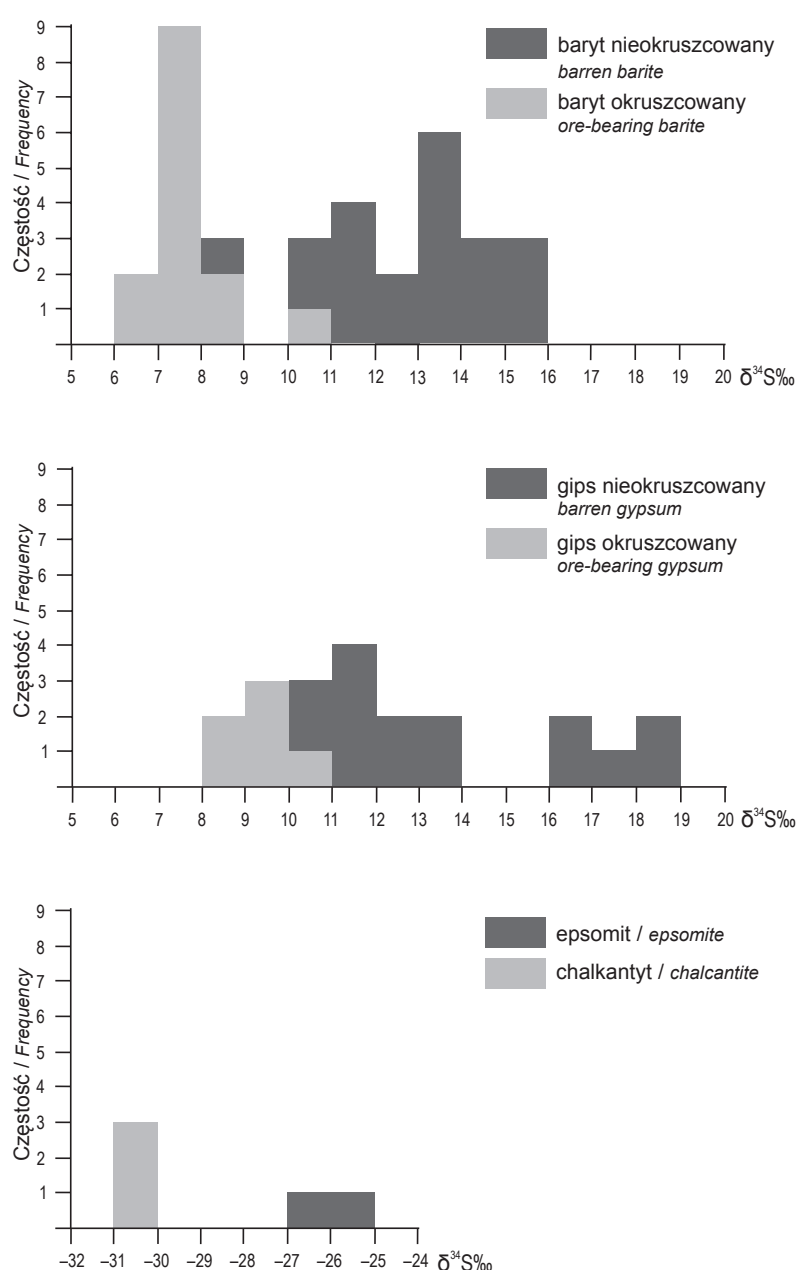 9
8
7
6
5
4
3
2
1
Częstość / Frequency
baryt nieokruszcowany
barren barite
baryt okruszcowany
ore-bearing barite
5 6 7 8 9 10 11 12 13 14 15 16 17 18 19 20 δ³⁴S‰
9
8
7
6
5
4
3
2
1
Częstość / Frequency
gips nieokruszcowany
barren gypsum
gips okruszcowany
ore-bearing gypsum
5 6 7 8 9 10 11 12 13 14 15 16 17 18 19 20 δ³⁴S‰
9
8
7
6
5
4
3
2
1
Częstość / Frequency
epsomit / epsomite
chalkantyt / chalcantite
–32 –31 –30 –29 –28 –27 –26 –25 –24 δ³⁴S‰